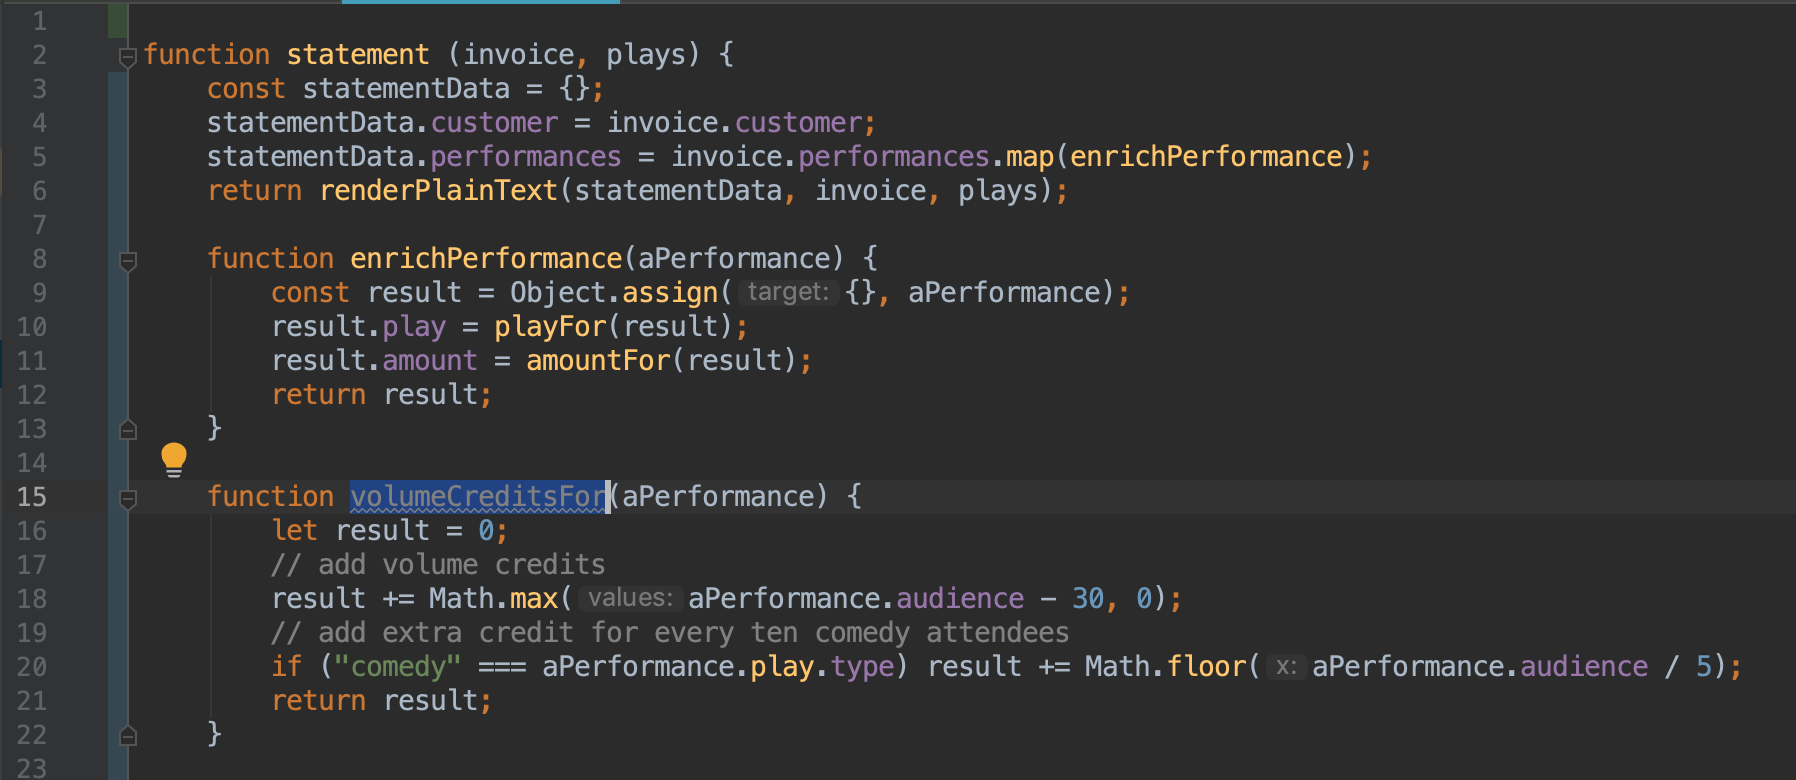 1
2 function statement (invoice, plays) {
3 const statementData = {};
4 statementData.customer = invoice.customer;
5 statementData.performances = invoice.performances.map(enrichPerformance);
6 return renderPlainText(statementData, invoice, plays);
7
8 function enrichPerformance(aPerformance) {
9 const result = Object.assign( target: {}, aPerformance);
10 result.play = playFor(result);
11 result.amount = amountFor(result);
12 return result;
13 }
14
15 function volumeCreditsFor(aPerformance) {
16 let result = 0;
17 // add volume credits
18 result += Math.max( values: aPerformance.audience - 30, 0);
19 // add extra credit for every ten comedy attendees
20 if ("comedy" === aPerformance.play.type) result += Math.floor( x: aPerformance.audience / 5);
21 return result;
22 }
23